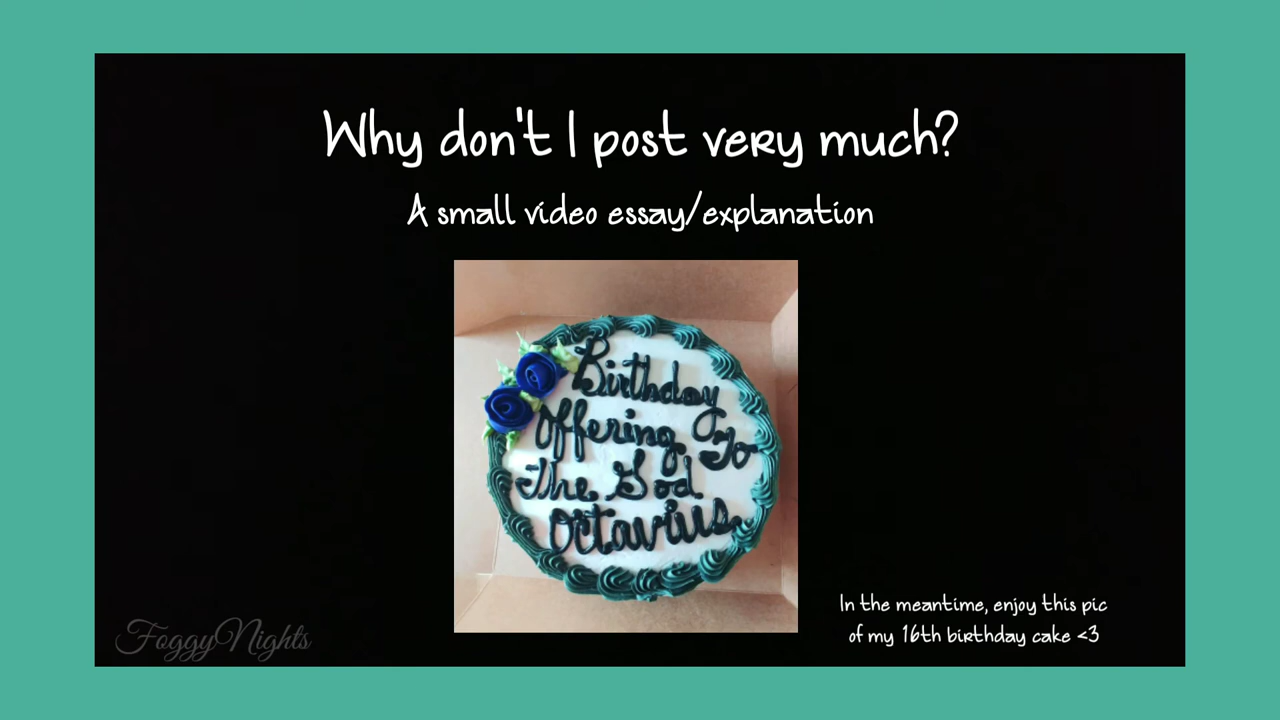 Why don't I post very much?
A small video essay/explanation
Birthday
Offering To
The God
Octavius
In the meantime, enjoy this pic
of my 16th birthday cake <3
FoggyNights